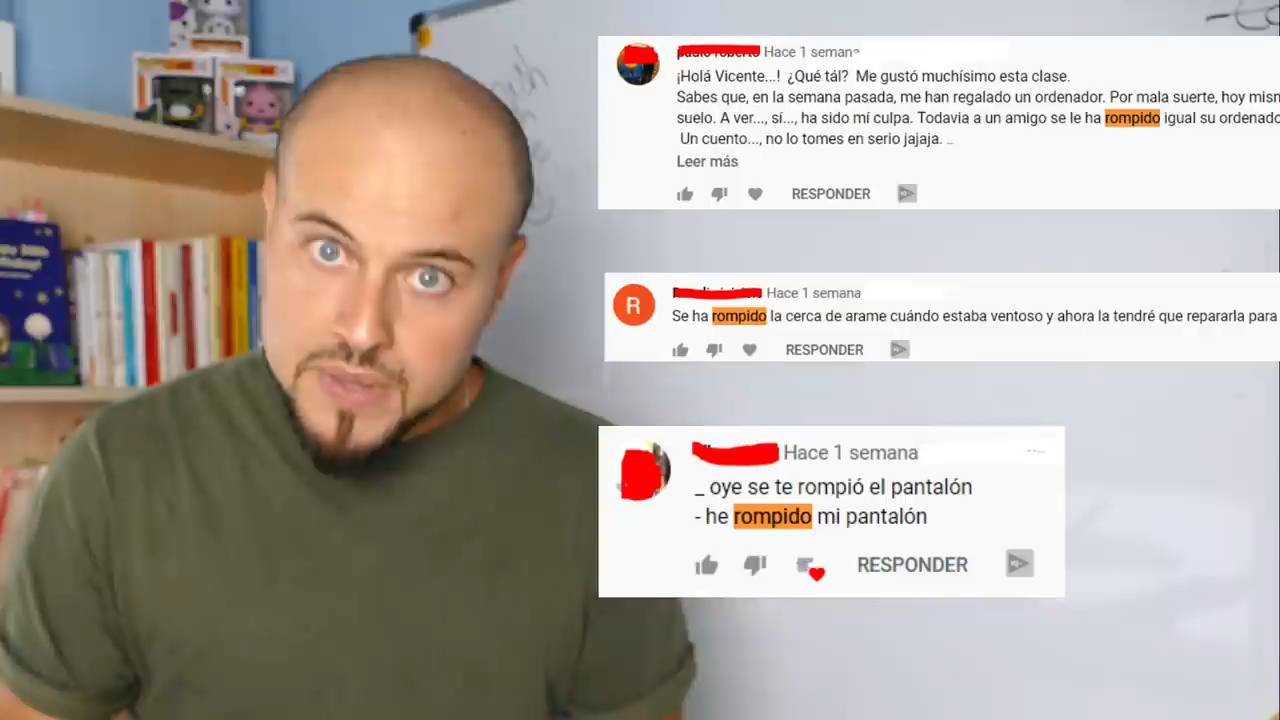 Hace 1 semana
¡Holá Vicente...! ¿Qué tál? Me gustó muchísimo esta clase.
Sabes que, en la semana pasada, me han regalado un ordenador. Por mala suerte, hoy mism
suelo. A ver..., sí..., ha sido mí culpa. Todavia a un amigo se le ha rompido igual su ordenado
Un cuento..., no lo tomes en serio jajaja.
Leer más
RESPONDER
R
Hace 1 semana
Se ha rompido la cerca de arame cuándo estaba ventoso y ahora la tendré que repararla para
RESPONDER
Hace 1 semana
_ oye se te rompió el pantalón
- he rompido mi pantalón
RESPONDER